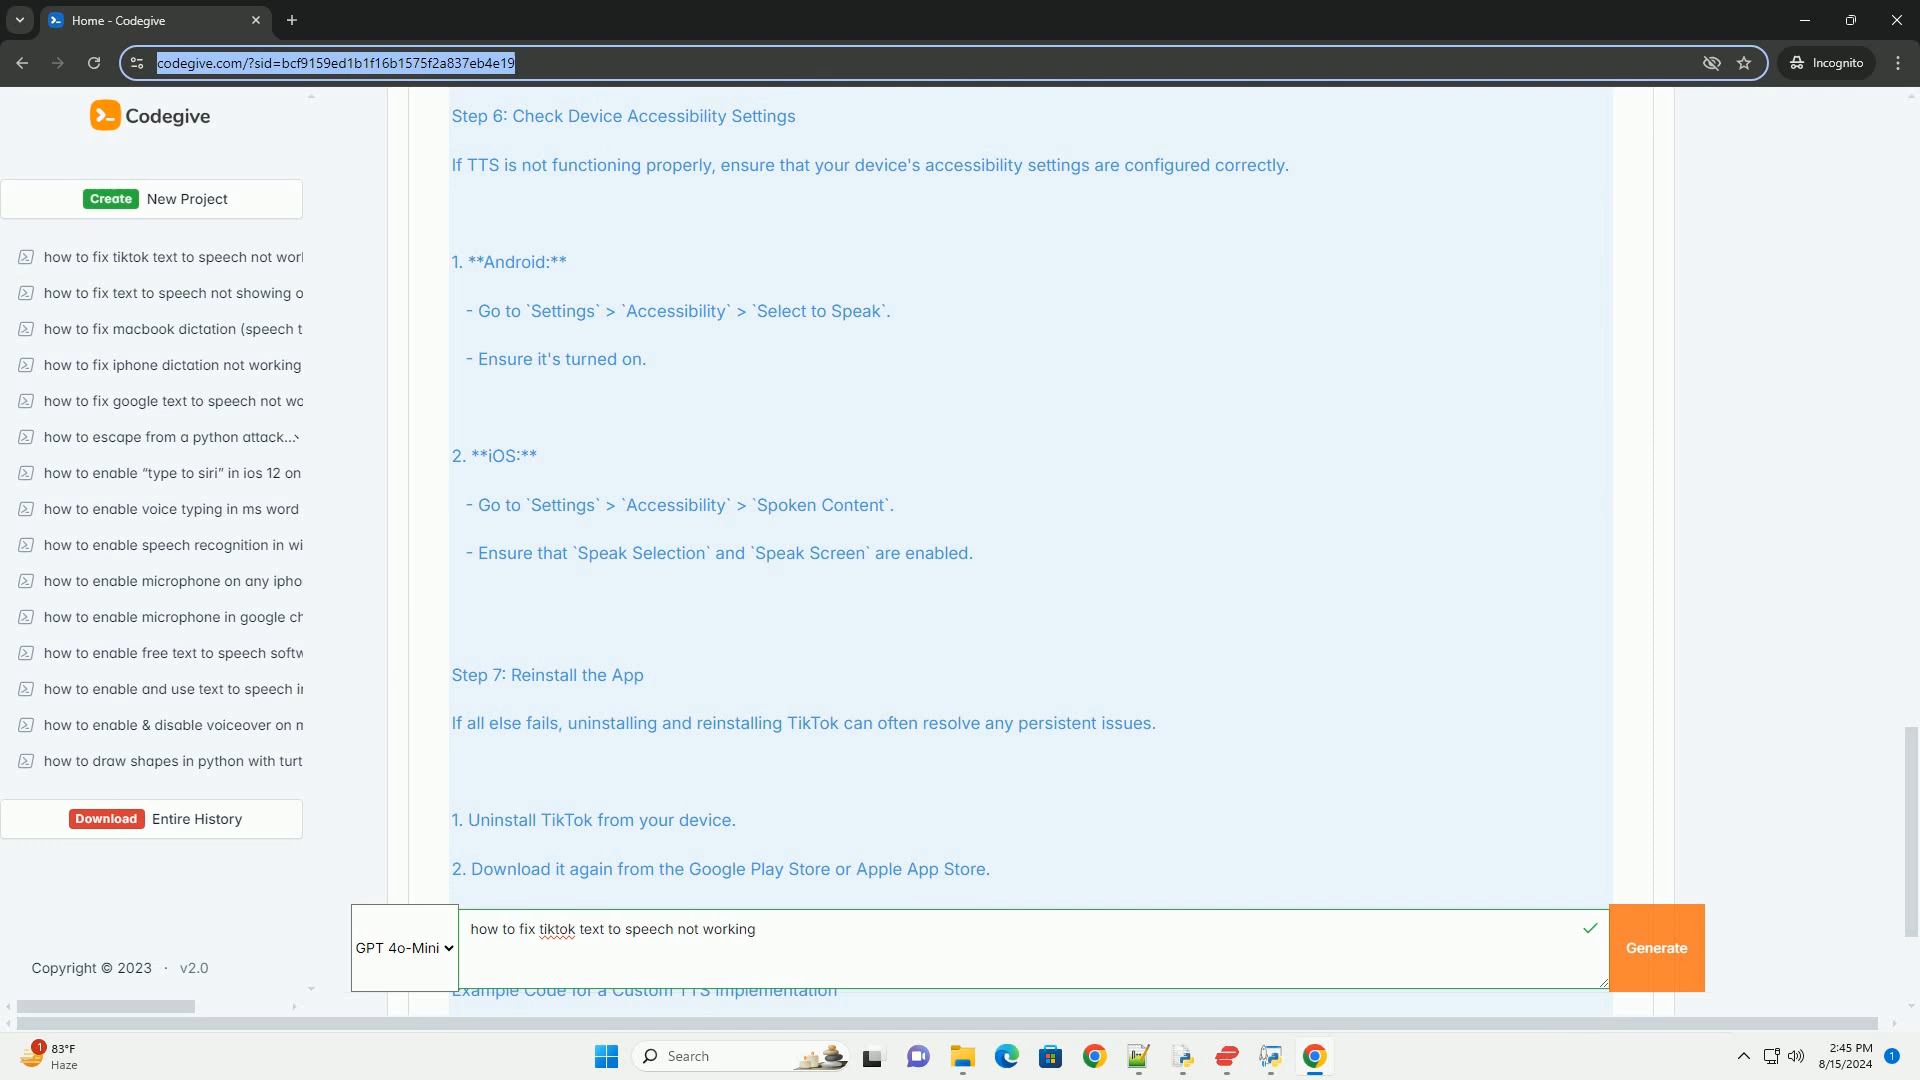 Home - Codegive
codegive.com/?sid=bcf9159ed1b1f16b1575f2a837eb4e19
Incognito
Codegive
Create New Project
how to fix tiktok text to speech not worl
how to fix text to speech not showing o
how to fix macbook dictation (speech t
how to fix iphone dictation not working
how to fix google text to speech not wc
how to escape from a python attack...
how to enable “type to siri” in ios 12 on
how to enable voice typing in ms word
how to enable speech recognition in wi
how to enable microphone on any ipho
how to enable microphone in google ch
how to enable free text to speech softw
how to enable and use text to speech i
how to enable & disable voiceover on n
how to draw shapes in python with turt
Download Entire History
Copyright © 2023 · v2.0
Step 6: Check Device Accessibility Settings
If TTS is not functioning properly, ensure that your device's accessibility settings are configured correctly.
1. **Android:**
- Go to `Settings` > `Accessibility` > `Select to Speak`.
- Ensure it's turned on.
2. **iOS:**
- Go to `Settings` > `Accessibility` > `Spoken Content`.
- Ensure that `Speak Selection` and `Speak Screen` are enabled.
Step 7: Reinstall the App
If all else fails, uninstalling and reinstalling TikTok can often resolve any persistent issues.
1. Uninstall TikTok from your device.
2. Download it again from the Google Play Store or Apple App Store.
GPT 4o-Mini
how to fix tiktok text to speech not working
Generate
Example Code for a Custom TTS Implementation
1
83°F
Haze
Search
2:45 PM
8/15/2024
1